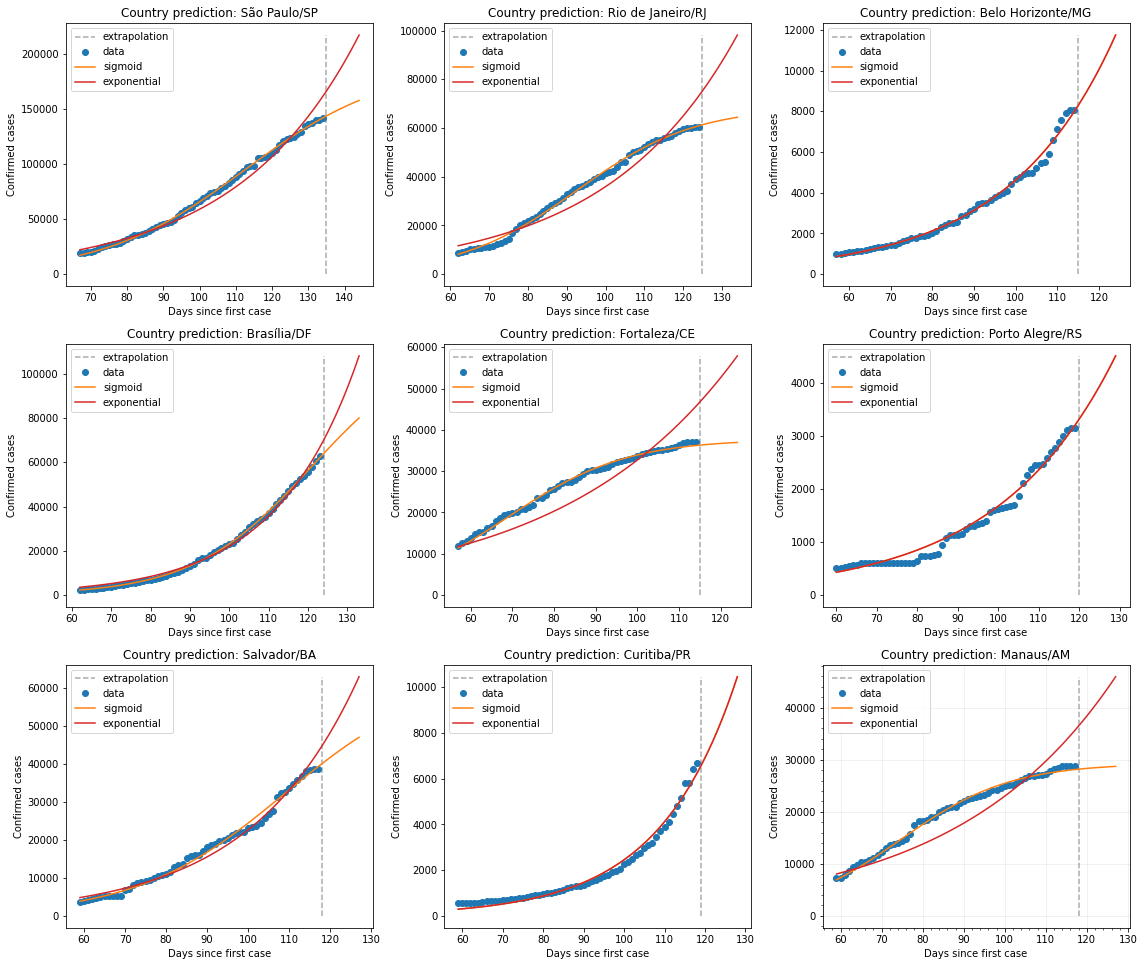 Country prediction: São Paulo/SP
extrapolation
data
sigmoid
exponential
Confirmed cases
200000
150000
100000
50000
0
70 80 90 100 110 120 130 140
Days since first case
Country prediction: Rio de Janeiro/RJ
extrapolation
data
sigmoid
exponential
Confirmed cases
100000
80000
60000
40000
20000
0
60 70 80 90 100 110 120 130
Days since first case
Country prediction: Belo Horizonte/MG
extrapolation
data
sigmoid
exponential
Confirmed cases
12000
10000
8000
6000
4000
2000
0
60 70 80 90 100 110 120
Days since first case
Country prediction: Brasília/DF
extrapolation
data
sigmoid
exponential
Confirmed cases
100000
80000
60000
40000
20000
0
60 70 80 90 100 110 120 130
Days since first case
Country prediction: Fortaleza/CE
extrapolation
data
sigmoid
exponential
Confirmed cases
60000
50000
40000
30000
20000
10000
0
60 70 80 90 100 110 120
Days since first case
Country prediction: Porto Alegre/RS
extrapolation
data
sigmoid
exponential
Confirmed cases
4000
3000
2000
1000
0
60 70 80 90 100 110 120 130
Days since first case
Country prediction: Salvador/BA
extrapolation
data
sigmoid
exponential
Confirmed cases
60000
50000
40000
30000
20000
10000
0
60 70 80 90 100 110 120 130
Days since first case
Country prediction: Curitiba/PR
extrapolation
data
sigmoid
exponential
Confirmed cases
10000
8000
6000
4000
2000
0
60 70 80 90 100 110 120 130
Days since first case
Country prediction: Manaus/AM
extrapolation
data
sigmoid
exponential
Confirmed cases
40000
30000
20000
10000
0
60 70 80 90 100 110 120 130
Days since first case